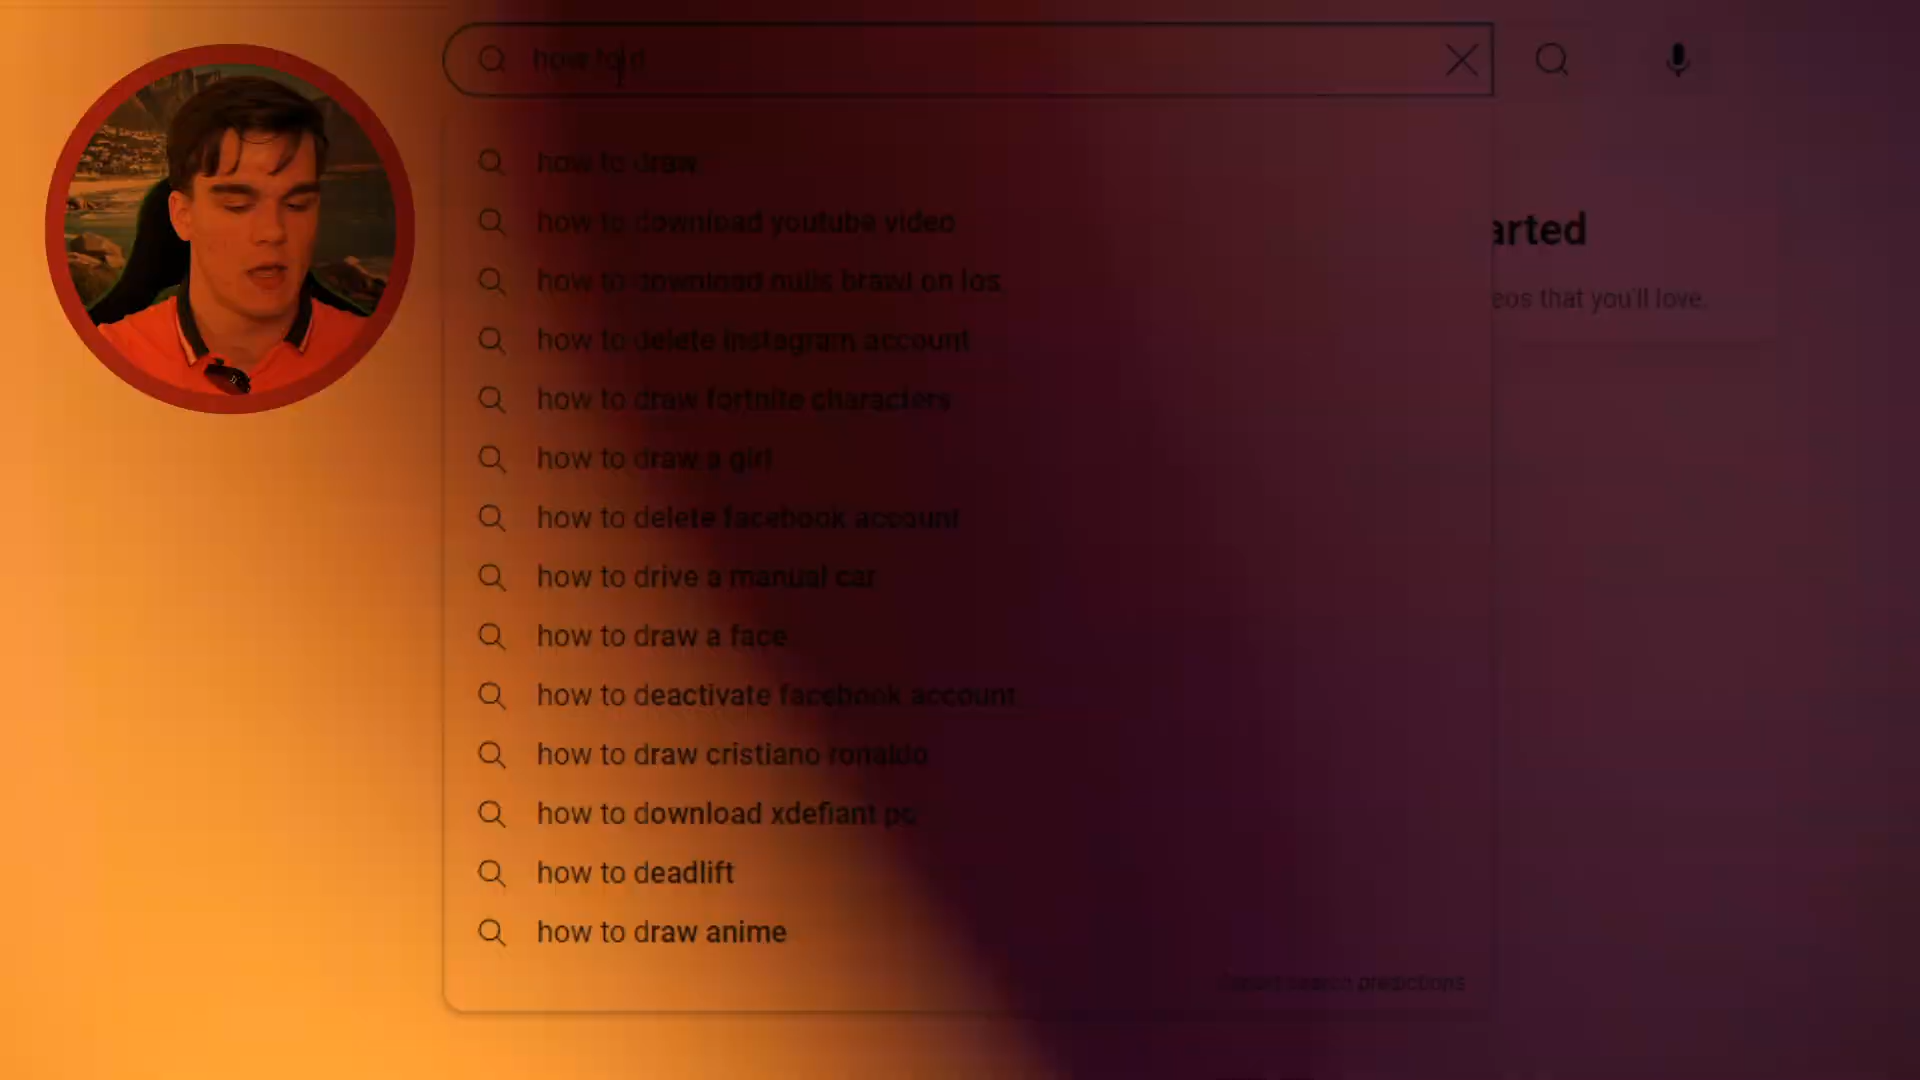 how to d
how to draw
how to download youtube video
how to download nulls brawl on ios
how to delete instagram account
how to draw fortnite characters
how to draw a girl
how to delete facebook account
how to drive a manual car
how to draw a face
how to deactivate facebook account
how to draw cristiano ronaldo
how to download xdefiant pc
how to deadlift
how to draw anime
arted
eos that you'll love.
Report search predictions